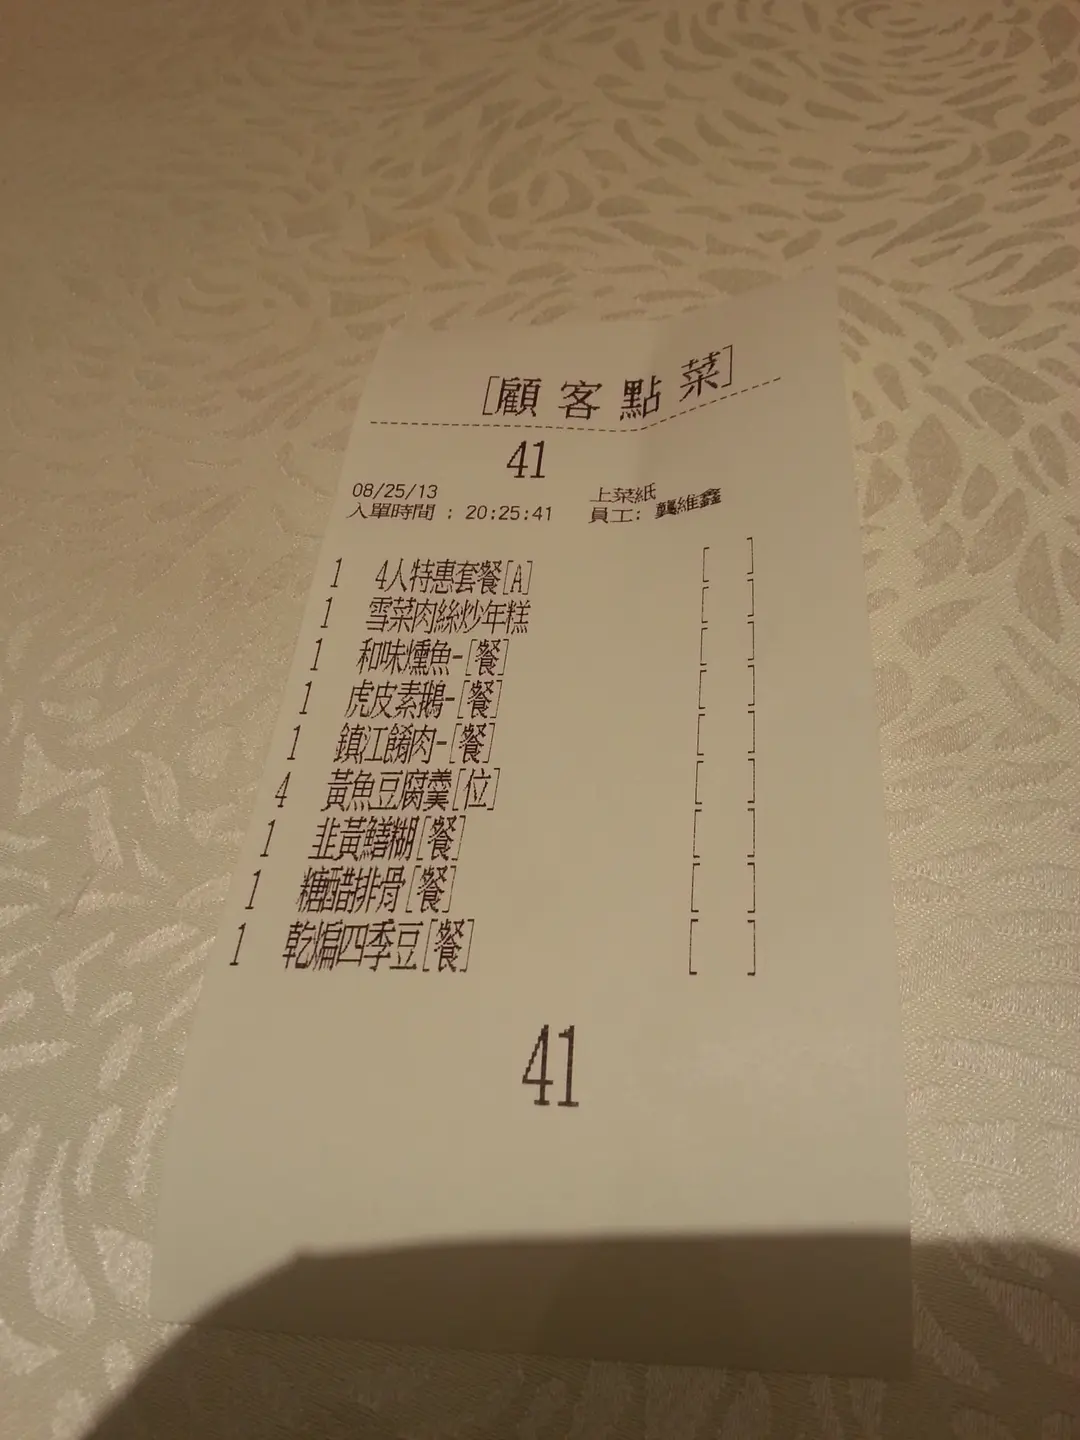 [顧客點菜]
41
08/25/13 上菜紙
入單時間 : 20:25:41 員工: 龔維鑫
1 4人特惠套餐[A] [ ]
1 雪菜肉絲炒年糕 [ ]
1 和味燻魚-[餐] [ ]
1 虎皮素鵝-[餐] [ ]
1 鎮江餚肉-[餐] [ ]
4 黃魚豆腐羹[位] [ ]
1 韭黃鱔糊[餐] [ ]
1 糖醋排骨[餐] [ ]
1 乾煸四季豆[餐] [ ]
41